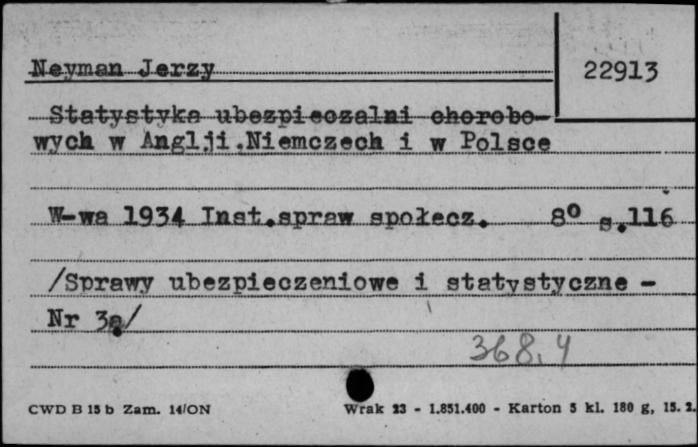 Neyman Jerzy
22913
Statystyka ubezpieczalni chorobo-
wych w Anglji.Niemczech i w Polsce
W-wa 1934 Inst.spraw społecz. 8° s.116
/Sprawy ubezpieczeniowe i statystyczne -
Nr 3a/
368.4
CWD B 15 b Zam. 14/ON Wrak 23 - 1.851.400 - Karton 5 kl. 180 g, 15. 2.